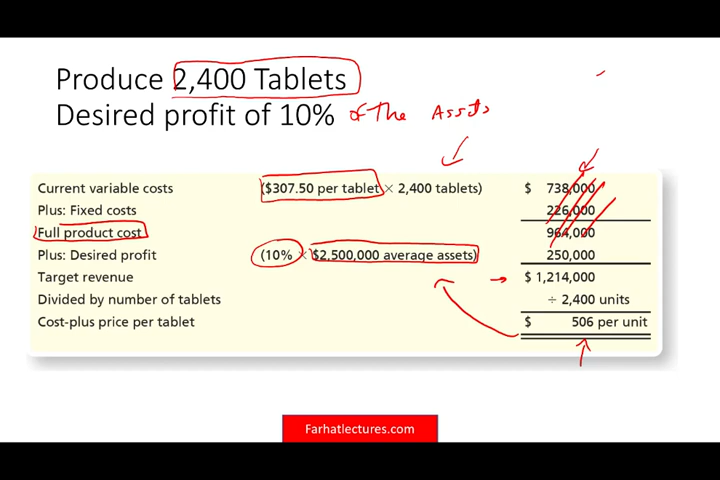 Produce 2,400 Tablets
Desired profit of 10% of The Assets
Current variable costs ($307.50 per tablet × 2,400 tablets) $ 738,000
Plus: Fixed costs 226,000
Full product cost 964,000
Plus: Desired profit (10% × $2,500,000 average assets) 250,000
Target revenue $ 1,214,000
Divided by number of tablets ÷ 2,400 units
Cost-plus price per tablet $ 506 per unit
Farhatlectures.com